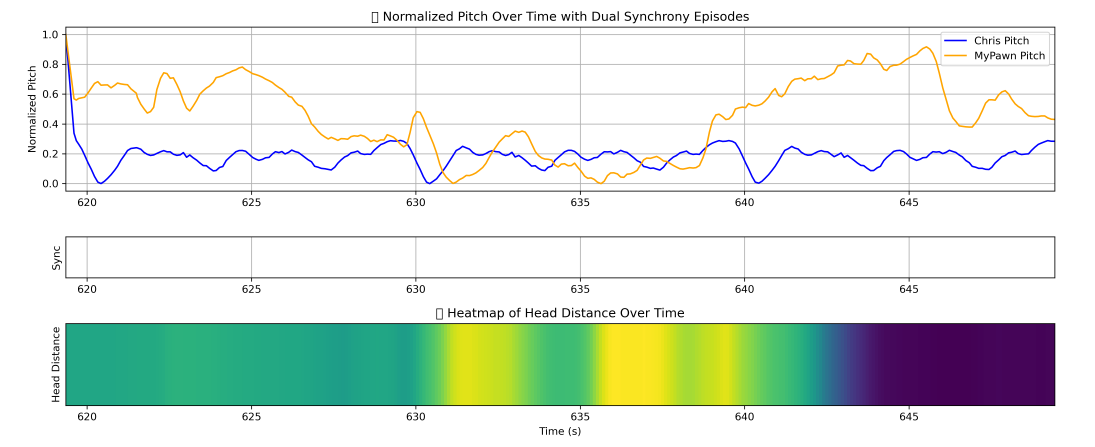 Normalized Pitch Over Time with Dual Synchrony Episodes
Normalized Pitch
1.0
0.8
0.6
0.4
0.2
0.0
Chris Pitch
MyPawn Pitch
620 625 630 635 640 645
Sync
620 625 630 635 640 645
Heatmap of Head Distance Over Time
Head Distance
620 625 630 635 640 645
Time (s)